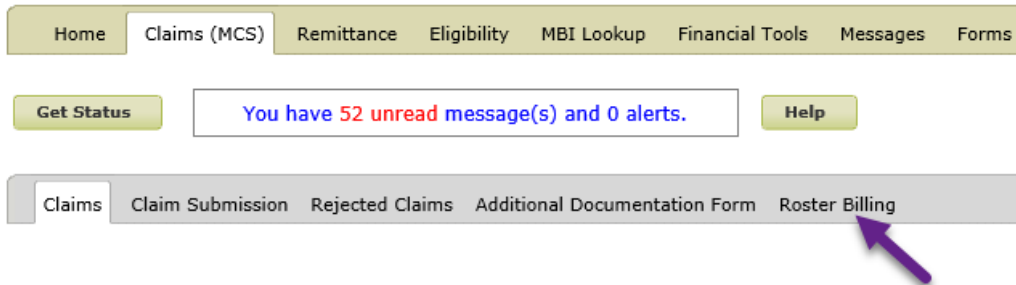 Home Claims (MCS) Remittance Eligibility MBI Lookup Financial Tools Messages Forms
Get Status You have 52 unread message(s) and 0 alerts. Help
Claims Claim Submission Rejected Claims Additional Documentation Form Roster Billing